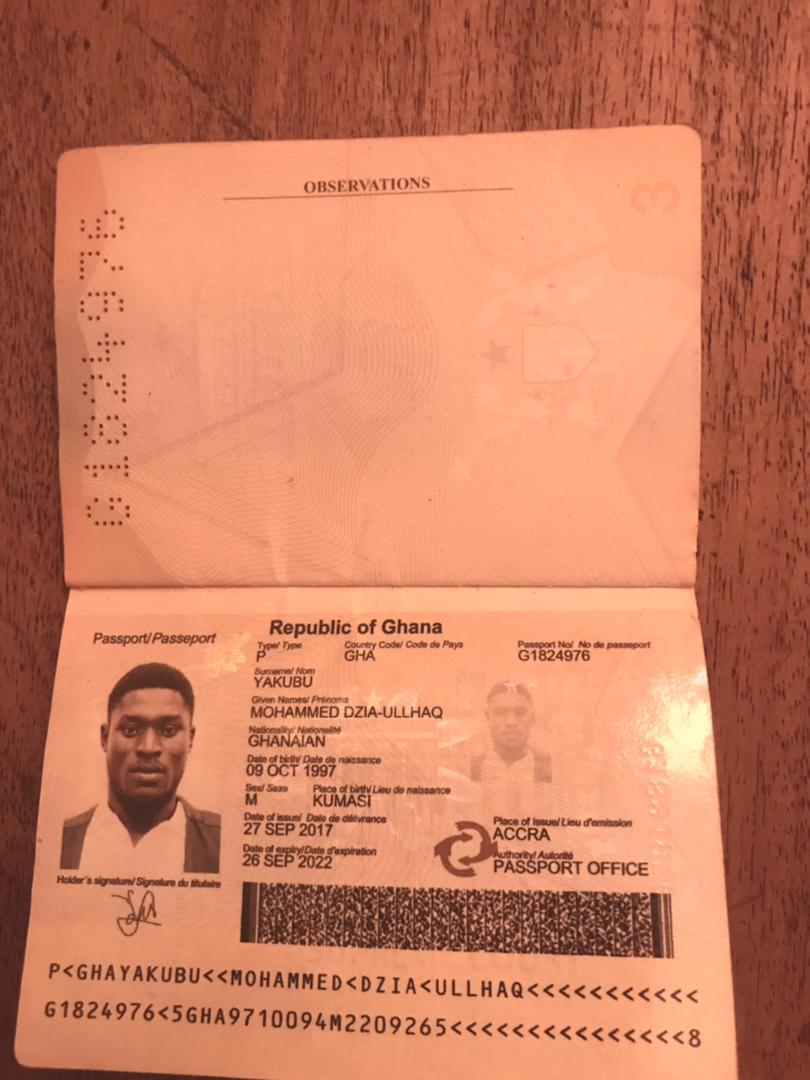 OBSERVATIONS
3
G1824976
Republic of Ghana
Passport/Passeport
Type/ Type
Country Code/ Code de Pays
Passport No/ No de passeport
P
GHA
G1824976
Surname/ Nom
YAKUBU
Given Names/ Prénoms
MOHAMMED DZIA-ULLHAQ
Nationality/ Nationalité
GHANAIAN
Date of birth/ Date de naissance
09 OCT 1997
Sex/ Sexe
Place of birth/ Lieu de naissance
M
KUMASI
Date of issue/ Date de délivrance
27 SEP 2017
Place of Issue/ Lieu d'emission
ACCRA
Date of expiry/Date d'expiration
26 SEP 2022
Authority/ Autorité
PASSPORT OFFICE
Holder's signature/ Signature du titulaire
P<GHAYAKUBU<<MOHAMMED<DZIA<ULLHAQ<<<<<<<<<<<
G1824976<5GHA9710094M2209265<<<<<<<<<<<<<<<8